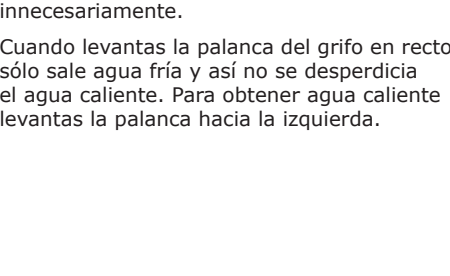 innecesariamente.
Cuando levantas la palanca del grifo en recto
sólo sale agua fría y así no se desperdicia
el agua caliente. Para obtener agua caliente
levantas la palanca hacia la izquierda.